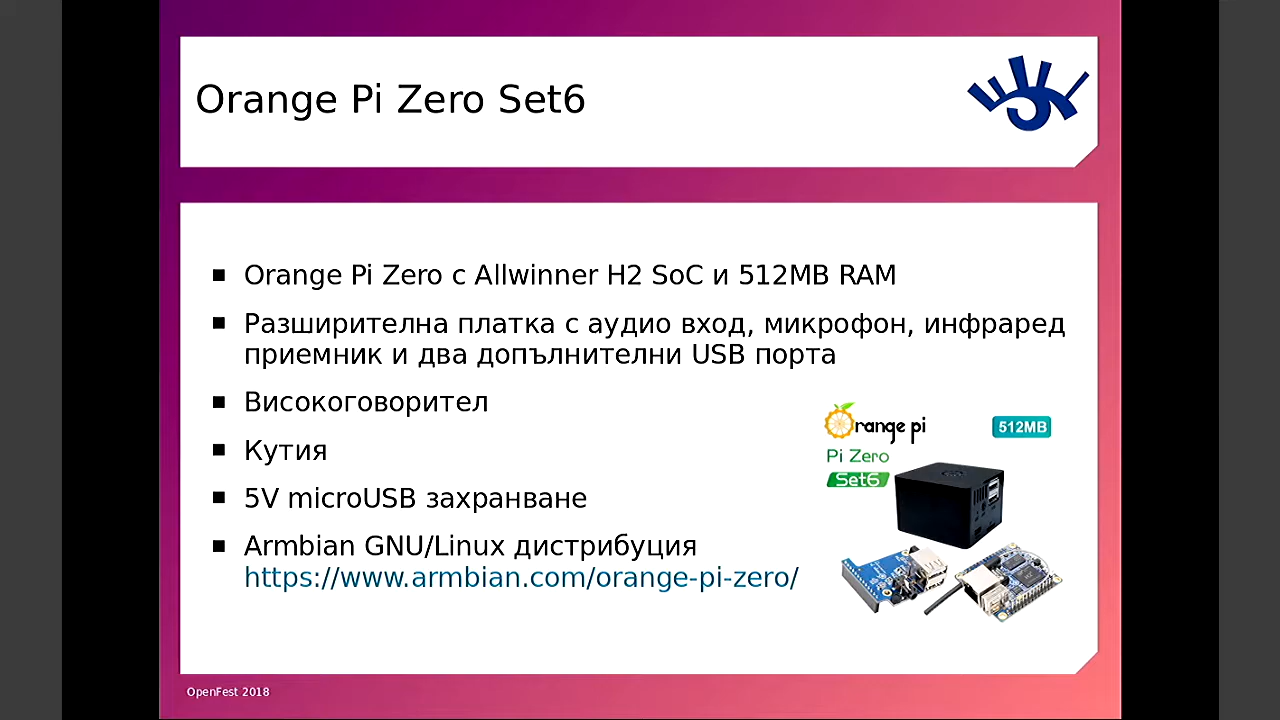 Orange Pi Zero Set6
Orange Pi Zero с Allwinner H2 SoC и 512MB RAM
Разширителна платка с аудио вход, микрофон, инфраред
приемник и два допълнителни USB порта
Високоговорител
Кутия
5V microUSB захранване
Armbian GNU/Linux дистрибуция
https://www.armbian.com/orange-pi-zero/
Orange pi
512MB
Pi Zero
Set6
OpenFest 2018